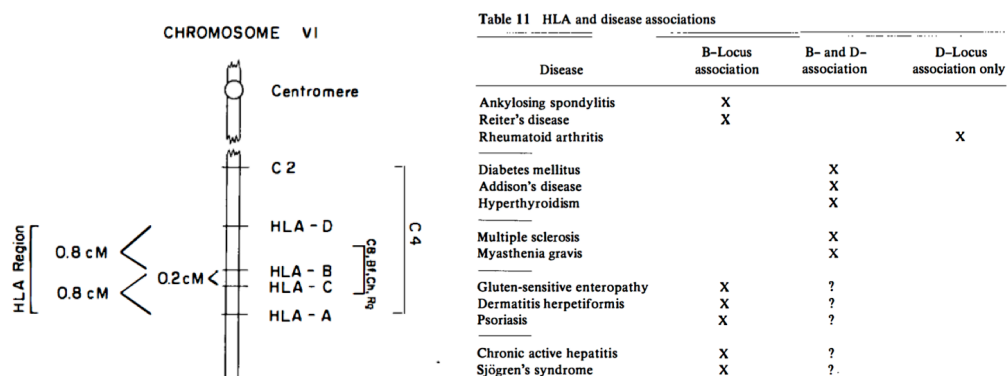 CHROMOSOME VI
Centromere
C2
HLA-D
HLA Region
0.8 cM
C8, Bf, Ch, Rg
C4
HLA-B
0.2 cM
HLA-C
0.8 cM
HLA-A
Table 11 HLA and disease associations
Disease B-Locus association B- and D-association D-Locus association only
Ankylosing spondylitis X
Reiter's disease X
Rheumatoid arthritis X
Diabetes mellitus X
Addison's disease X
Hyperthyroidism X
Multiple sclerosis X
Myasthenia gravis X
Gluten-sensitive enteropathy X ?
Dermatitis herpetiformis X ?
Psoriasis X ?
Chronic active hepatitis X ?
Sjögren's syndrome X ?